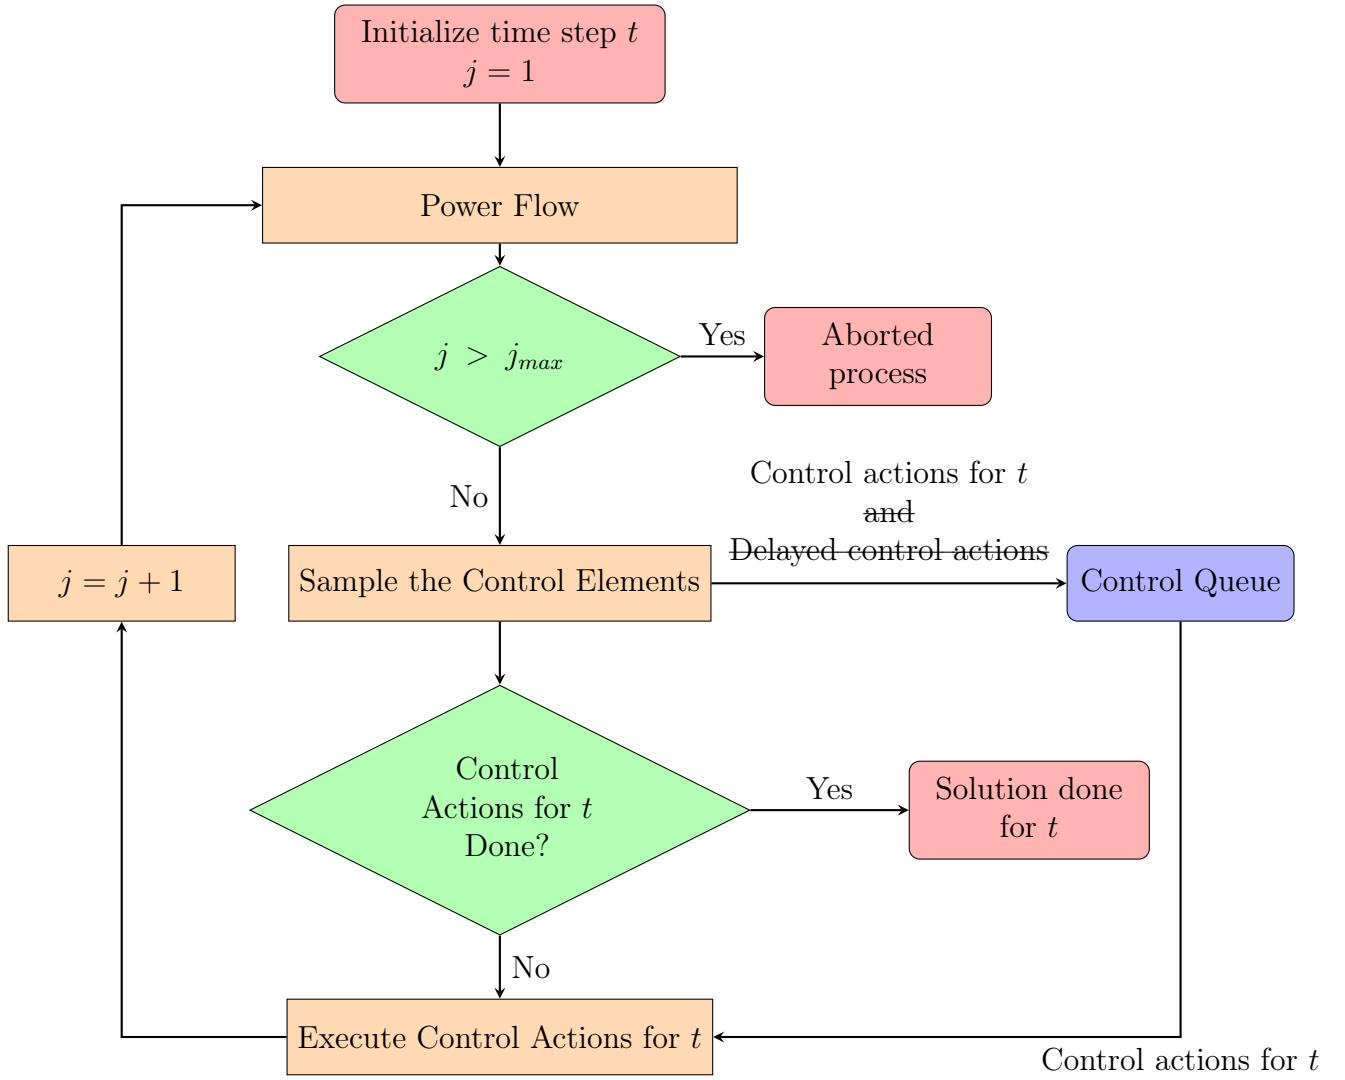 Initialize time step t
j = 1
Power Flow
j > j_max
Yes
Aborted
process
Control actions for t
and
Delayed control actions
No
j = j + 1
Sample the Control Elements
Control Queue
Control
Actions for t
Done?
Yes
Solution done
for t
No
Execute Control Actions for t
Control actions for t